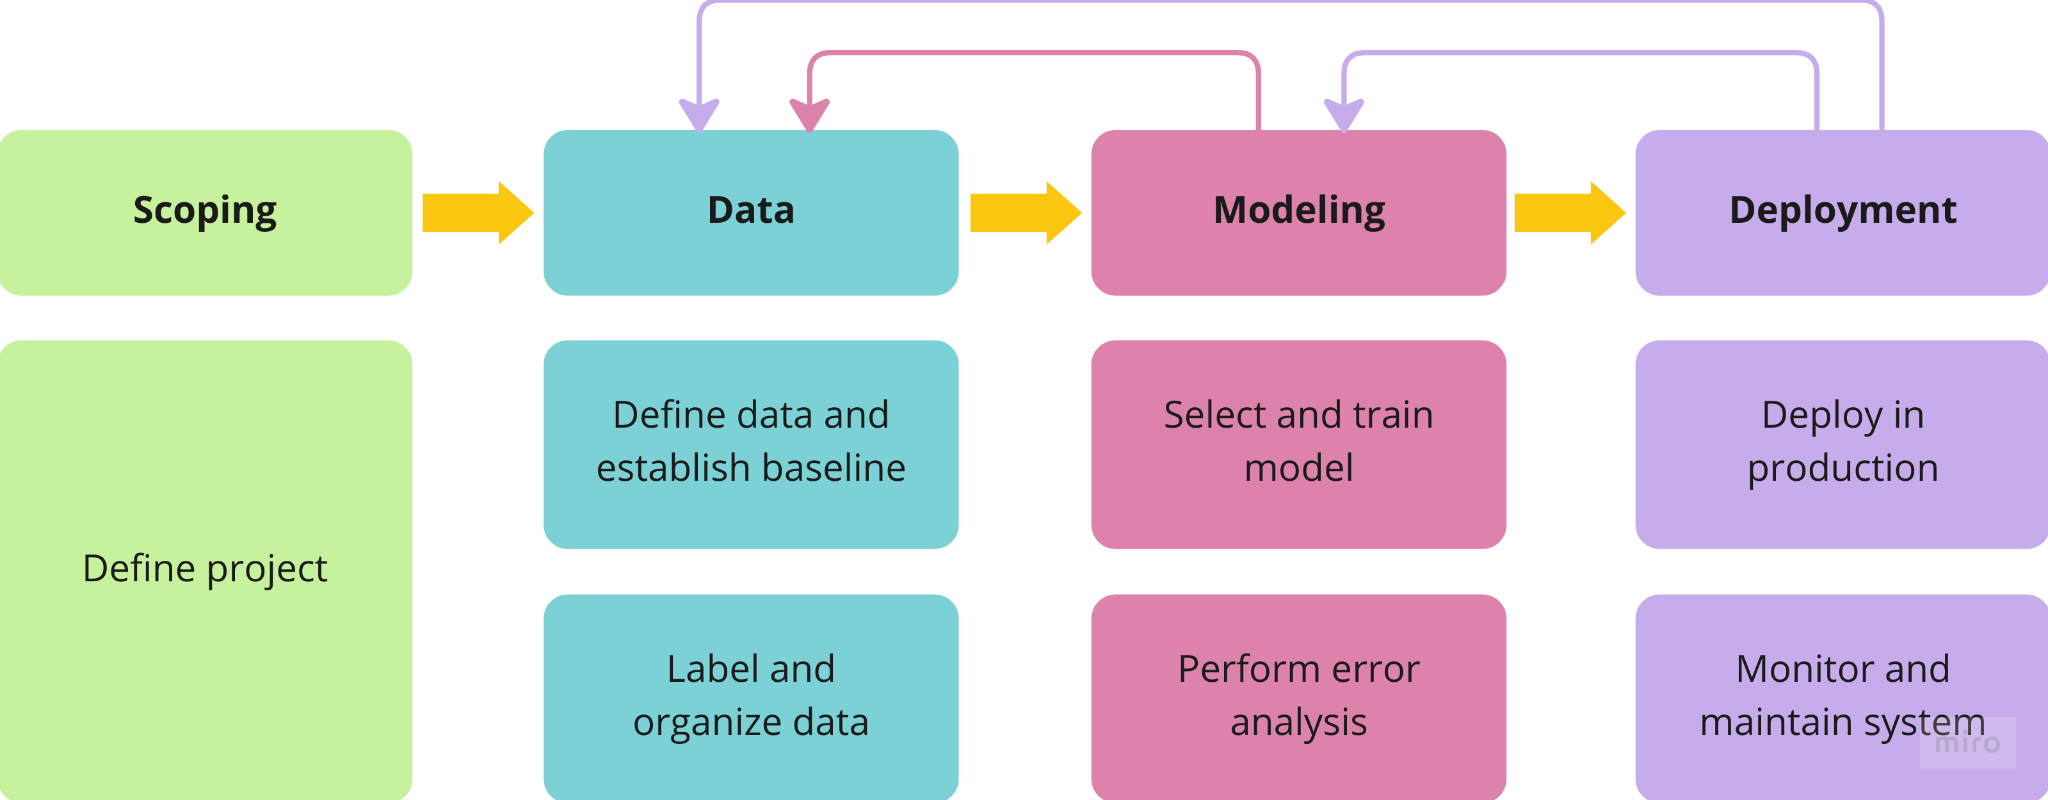 Scoping
Data
Modeling
Deployment
Define project
Define data and
establish baseline
Label and
organize data
Select and train
model
Perform error
analysis
Deploy in
production
Monitor and
maintain system
miro